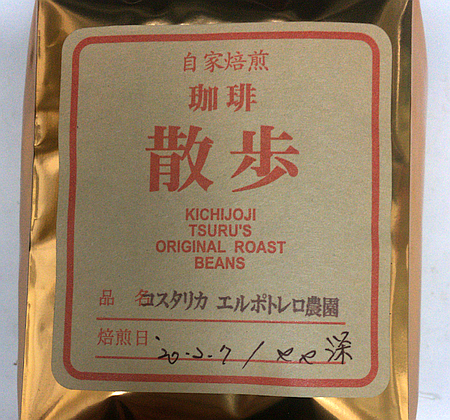 自家焙煎
珈琲
散歩
KICHIJOJI
TSURU'S
ORIGINAL ROAST
BEANS
品名 コスタリカ エルポトレロ農園
焙煎日 20-2-7 / やや深